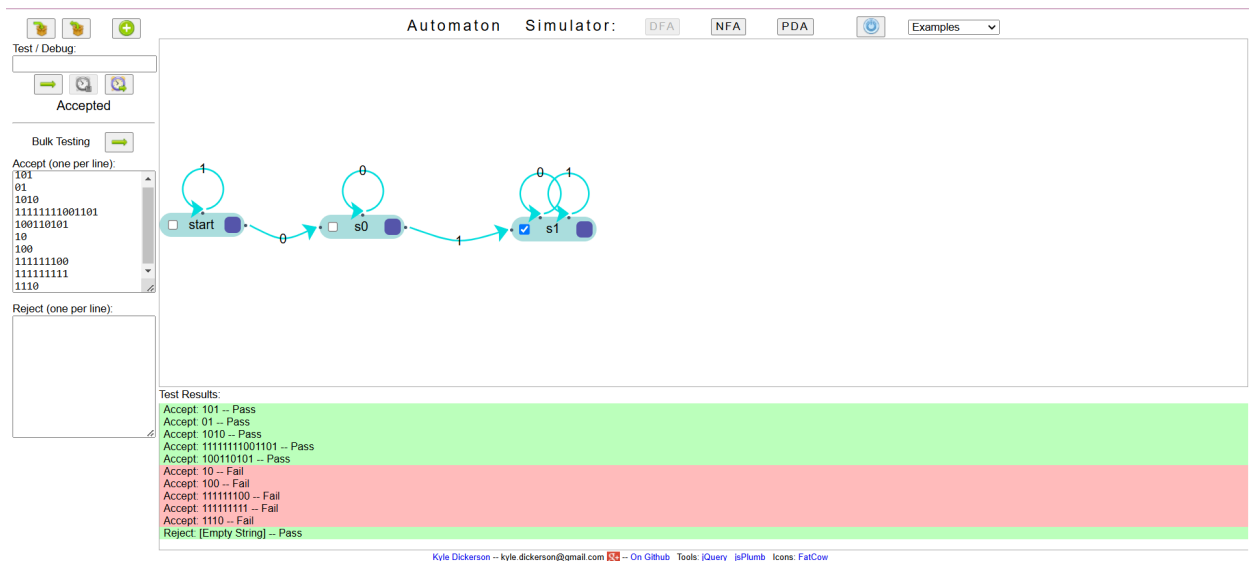 Automaton Simulator: DFA NFA PDA Examples
Test / Debug:
Accepted
Bulk Testing
Accept (one per line):
101
01
1010
11111111001101
100110101
10
100
111111100
111111111
1110
Reject (one per line):
1
0
0 1
start
s0
s1
0
1
Test Results:
Accept: 101 -- Pass
Accept: 01 -- Pass
Accept: 1010 -- Pass
Accept: 11111111001101 -- Pass
Accept: 100110101 -- Pass
Accept: 10 -- Fail
Accept: 100 -- Fail
Accept: 111111100 -- Fail
Accept: 111111111 -- Fail
Accept: 1110 -- Fail
Reject: [Empty String] -- Pass
Kyle Dickerson -- kyle.dickerson@gmail.com g+ -- On Github Tools: jQuery jsPlumb Icons: FatCow